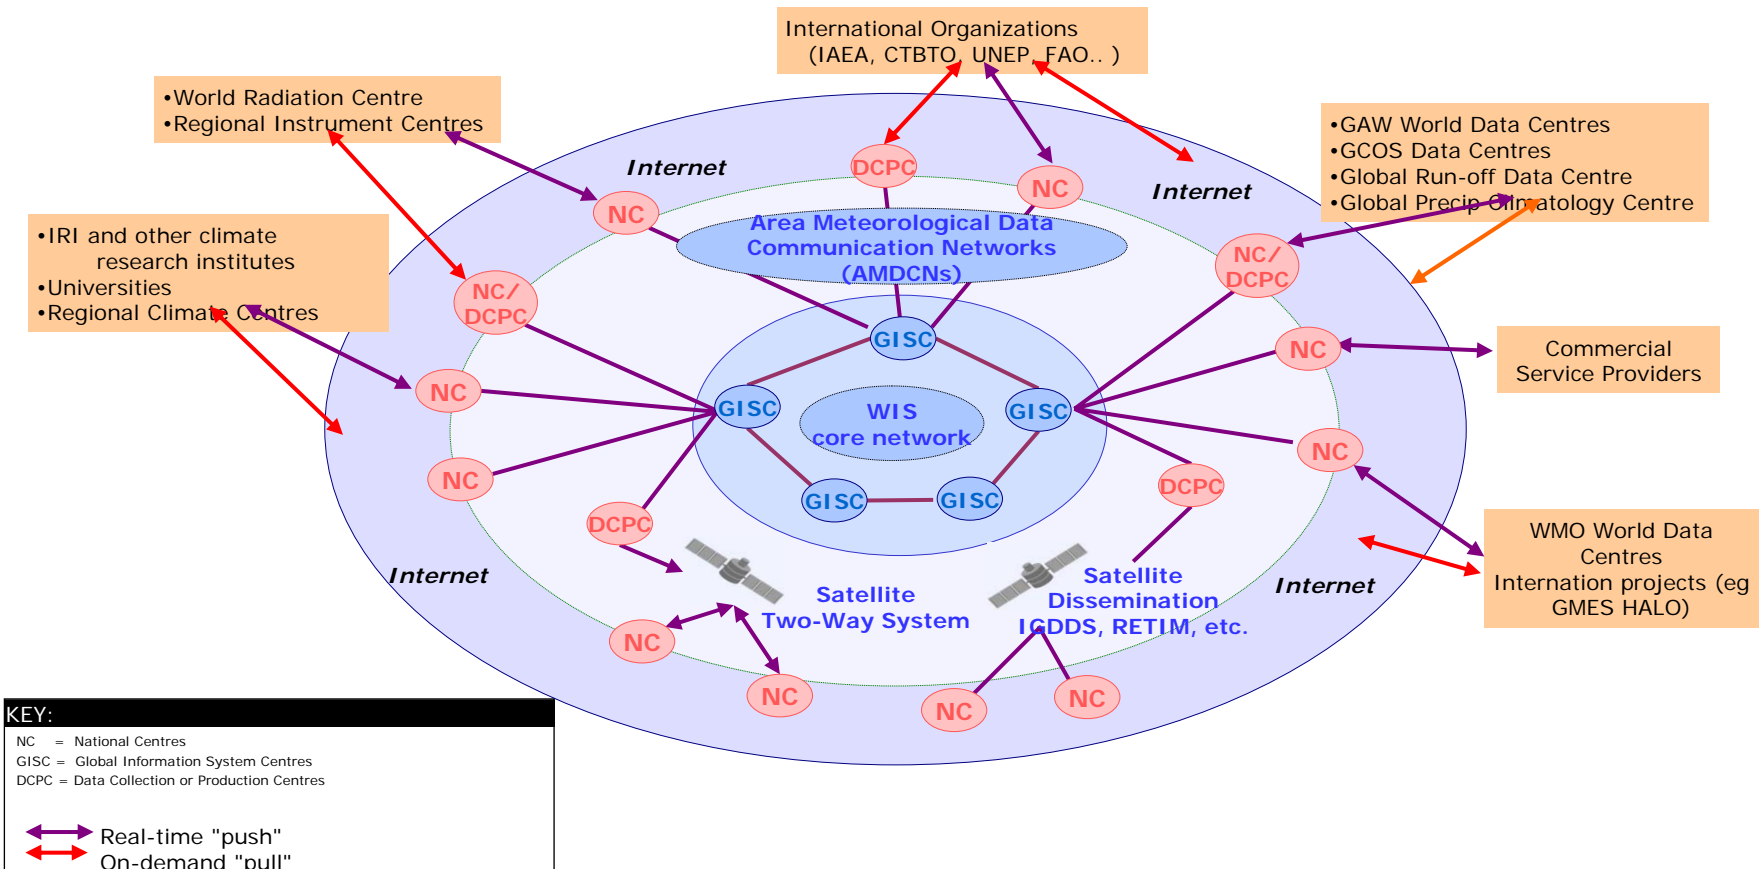 International Organizations
(IAEA, CTBTO, UNEP, FAO.. )
•World Radiation Centre
•Regional Instrument Centres
•GAW World Data Centres
•GCOS Data Centres
•Global Run-off Data Centre
•Global Precip Climatology Centre
•IRI and other climate
research institutes
•Universities
•Regional Climate Centres
Internet
DCPC
NC
Internet
NC
Area Meteorological Data
Communication Networks
(AMDCNs)
NC/
DCPC
NC/
DCPC
GISC
NC
Commercial
Service Providers
NC
GISC
GISC
WIS
core network
NC
NC
GISC
GISC
DCPC
DCPC
WMO World Data
Centres
Internation projects (eg
GMES HALO)
Internet
Internet
Satellite
Two-Way System
Satellite
Dissemination
IGDDS, RETIM, etc.
NC
NC
NC
NC
KEY:
NC = National Centres
GISC = Global Information System Centres
DCPC = Data Collection or Production Centres
Real-time "push"
On-demand "pull"